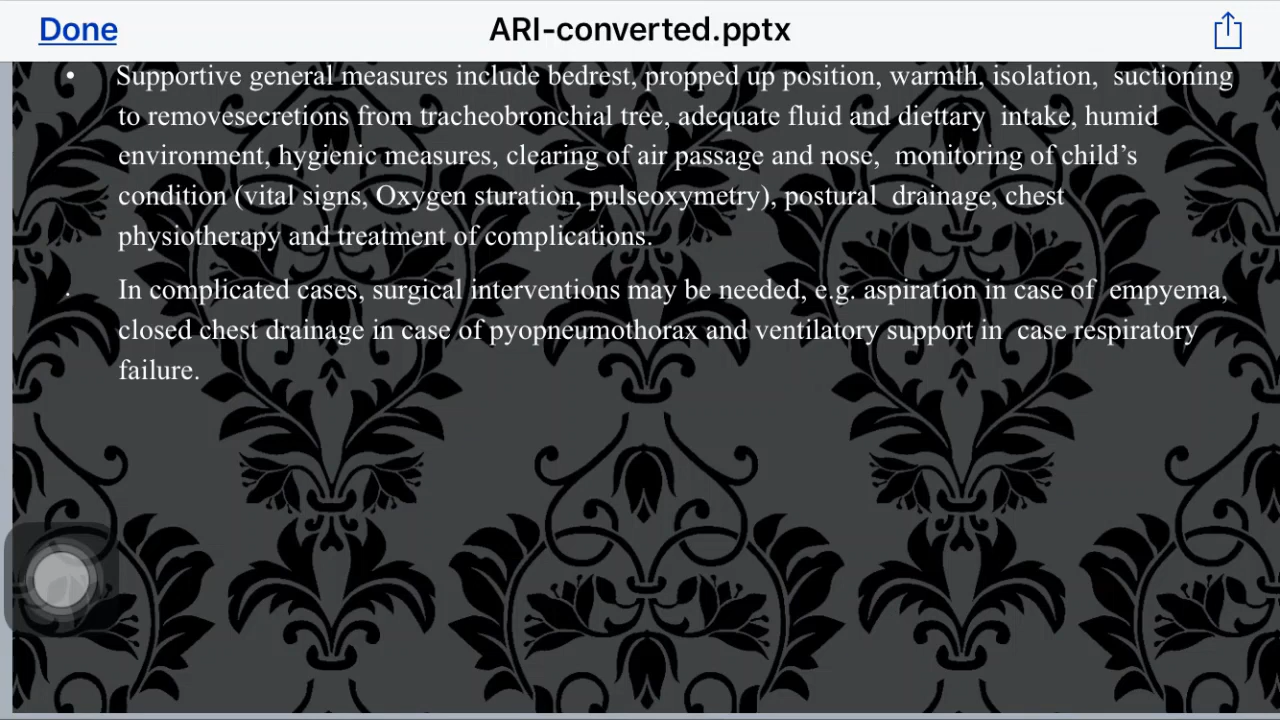 Done
ARI-converted.pptx
• Supportive general measures include bedrest, propped up position, warmth, isolation, suctioning
to removesecretions from tracheobronchial tree, adequate fluid and diettary intake, humid
environment, hygienic measures, clearing of air passage and nose, monitoring of child’s
condition (vital signs, Oxygen sturation, pulseoxymetry), postural drainage, chest
physiotherapy and treatment of complications.
· In complicated cases, surgical interventions may be needed, e.g. aspiration in case of empyema,
closed chest drainage in case of pyopneumothorax and ventilatory support in case respiratory
failure.